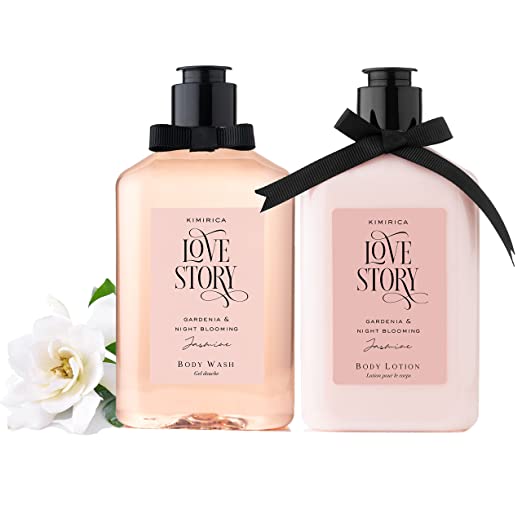 KIMIRICA
LOVE
STORY
GARDENIA &
NIGHT BLOOMING
Jasmine
BODY WASH
Gel douche
KIMIRICA
LOVE
STORY
GARDENIA &
NIGHT BLOOMING
Jasmine
BODY LOTION
Lotion pour le corps